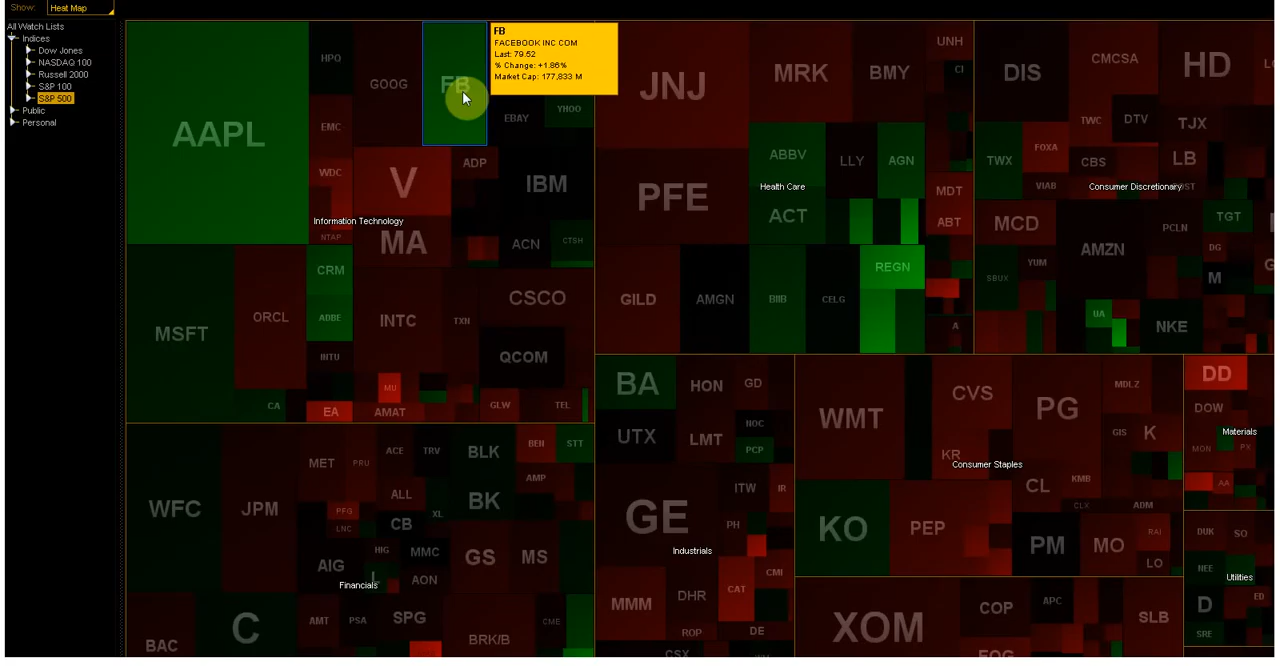 Show: Heat Map
All Watch Lists
Indices
Dow Jones
NASDAQ 100
Russell 2000
S&P 100
S&P 500
Public
Personal
FB
FACEBOOK INC COM
Last: 79.52
% Change: +1.86%
Market Cap: 177,833 M
AAPL
HPQ
GOOG
FB
EMC
EBAY
YHOO
WDC
V
ADP
IBM
Information Technology
NTAP
MA
ACN
CTSH
MSFT
ORCL
CRM
ADBE
INTU
INTC
TXN
CSCO
QCOM
CA
EA
MU
AMAT
GLW
TEL
JNJ
MRK
BMY
UNH
CI
PFE
ABBV
LLY
AGN
Health Care
ACT
MDT
ABT
GILD
AMGN
BIIB
CELG
REGN
A
DIS
CMCSA
HD
TWC
DTV
TJX
TWX
FOXA
CBS
LB
VIAB
Consumer Discretionary
MCD
AMZN
PCLN
TGT
DG
SBUX
YUM
M
UA
NKE
WFC
JPM
MET
PRU
ACE
TRV
BLK
BEN
STT
ALL
BK
AMP
PFG
LNC
CB
XL
AIG
HIG
MMC
AON
GS
MS
Financials
BAC
C
AMT
PSA
SPG
BRK/B
CME
BA
HON
GD
UTX
LMT
NOC
PCP
GE
ITW
IR
PH
Industrials
MMM
DHR
CAT
CMI
ROP
DE
CSX
WMT
CVS
PG
MDLZ
KR
GIS
K
Consumer Staples
CL
KMB
CLX
ADM
KO
PEP
PM
MO
RAI
LO
XOM
COP
APC
EOG
SLB
DD
DOW
Materials
MON
PX
AA
DUK
SO
NEE
Utilities
D
ED
SRE